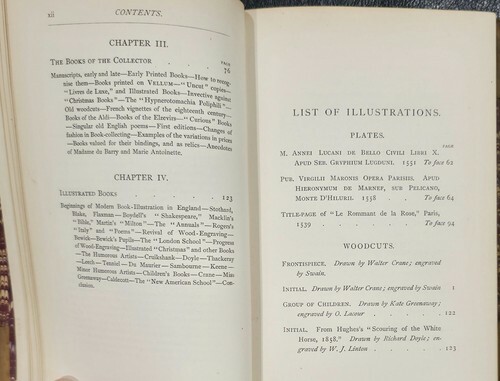 xii
CONTENTS.
CHAPTER III.
PAGE
The Books of the Collector . . . 76
Manuscripts, early and late—Early Printed Books—How to recog-
nise them—Books printed on Vellum—"Uncut" copies—
"Livres de Luxe," and Illustrated Books—Invective against
"Christmas Books"—The "Hypnerotomachia Poliphili"—
Old woodcuts—French vignettes of the eighteenth century—
Books of the Aldi—Books of the Elzevirs—"Curious" Books
—Singular old English poems—First editions—Changes of
fashion in Book-collecting—Examples of the variations in prices
—Books valued for their bindings, and as relics—Anecdotes
of Madame du Barry and Marie Antoinette.
CHAPTER IV.
Illustrated Books . . . 123
Beginnings of Modern Book-Illustration in England—Stothard,
Blake, Flaxman—Boydell's "Shakespeare," Macklin's
"Bible," Martin's "Milton"—The "Annuals"—Rogers's
"Italy" and "Poems"—Revival of Wood-Engraving—
Bewick—Bewick's Pupils—The "London School"—Progress
of Wood-Engraving—Illustrated "Christmas" and other Books
—The Humorous Artists—Cruikshank—Doyle—Thackeray
—Leech—Tenniel—Du Maurier—Sambourne—Keene—
Minor Humorous Artists—Children's Books—Crane—Miss
Greenaway—Caldecott—The "New American School"—Con-
clusion.
LIST OF ILLUSTRATIONS.
PLATES.
PAGE
M. Annei Lucani de Bello Civili Libri X.
Apud Seb. Gryphium Lugduni. 1551 To face 62
Pub. Virgilii Maronis Opera Parisiis. Apud
Hieronymum de Marnef, sub Pelicano,
Monte D'Hilurii. 1558 . To face 64
Title-page of "Le Rommant de la Rose," Paris,
1539 . . . . To face 94
WOODCUTS.
Frontispiece. Drawn by Walter Crane; engraved
by Swain.
Initial. Drawn by Walter Crane; engraved by Swain 1
Group of Children. Drawn by Kate Greenaway;
engraved by O. Lacour . . . 122
Initial. From Hughes's "Scouring of the White
Horse, 1858." Drawn by Richard Doyle; en-
graved by W. J. Linton . . . . 123